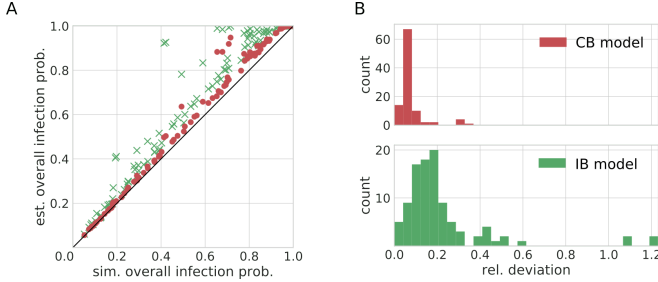 A
1.0
0.8
0.6
0.4
0.2
0.0
0.2
0.4
0.6
0.8
1.0
est. overall infection prob.
sim. overall infection prob.
B
60
40
20
0
count
CB model
20
10
0
count
IB model
0.0
0.2
0.4
0.6
0.8
1.0
1.2
rel. deviation